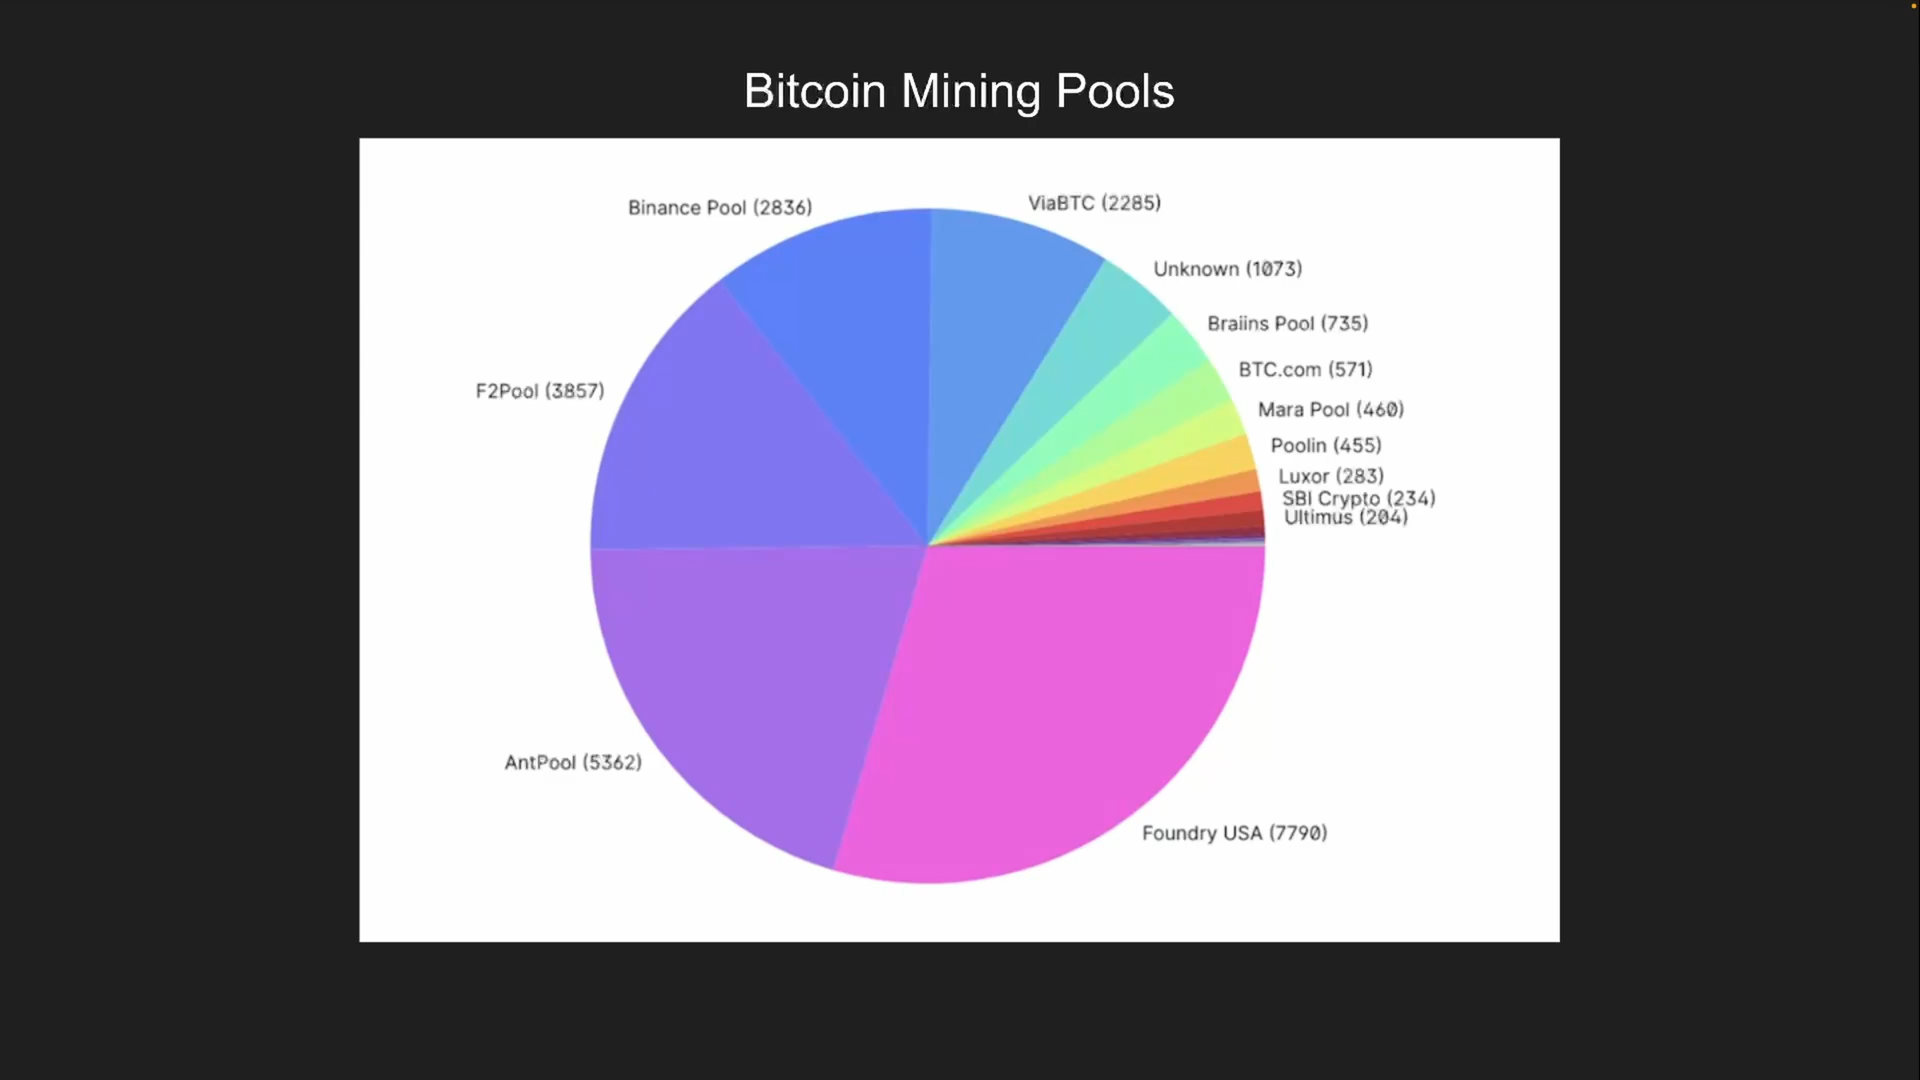 Bitcoin Mining Pools
Binance Pool (2836)
ViaBTC (2285)
Unknown (1073)
Braiins Pool (735)
BTC.com (571)
F2Pool (3857)
Mara Pool (460)
Poolin (455)
Luxor (283)
SBI Crypto (234)
Ultimus (204)
AntPool (5362)
Foundry USA (7790)